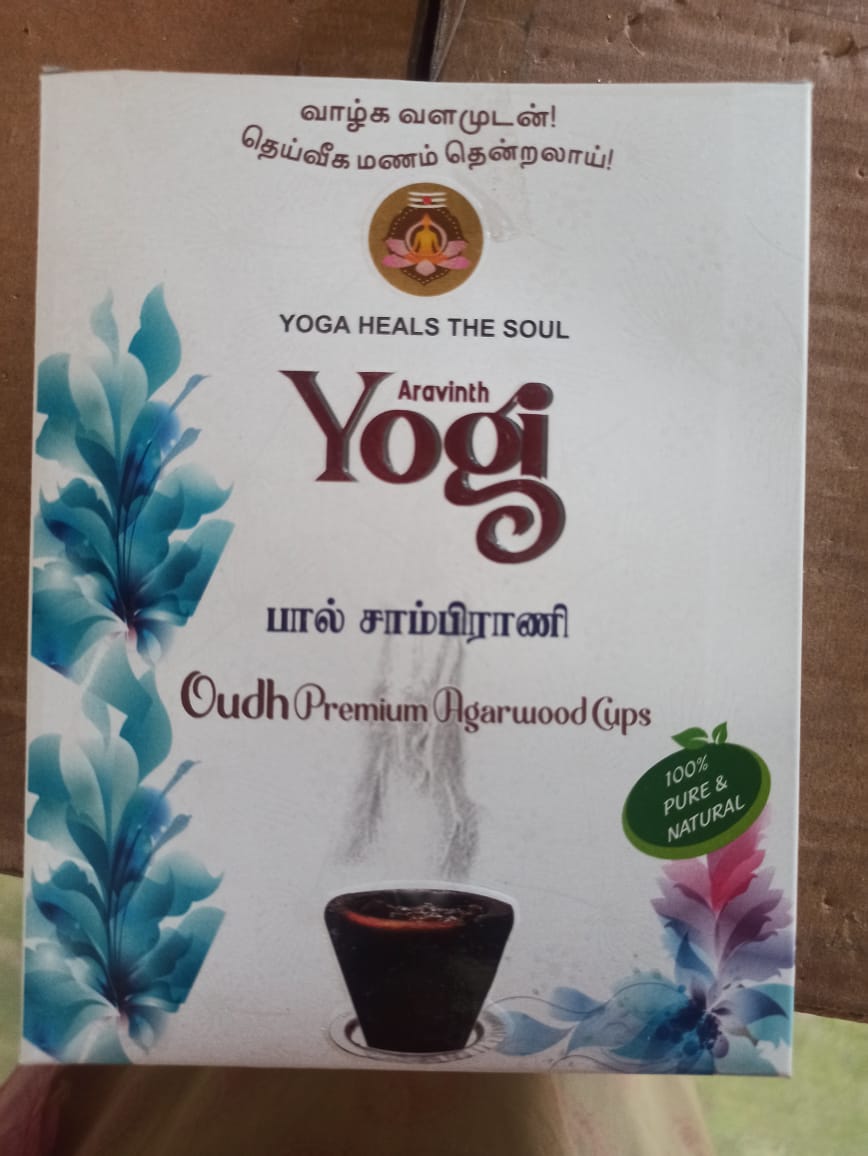 வாழ்க வளமுடன்!
தெய்வீக மணம் தென்றலாய்!
YOGA HEALS THE SOUL
Aravinth
Yogi
பால் சாம்பிராணி
Oudh Premium Agarwood Cups
100%
PURE &
NATURAL